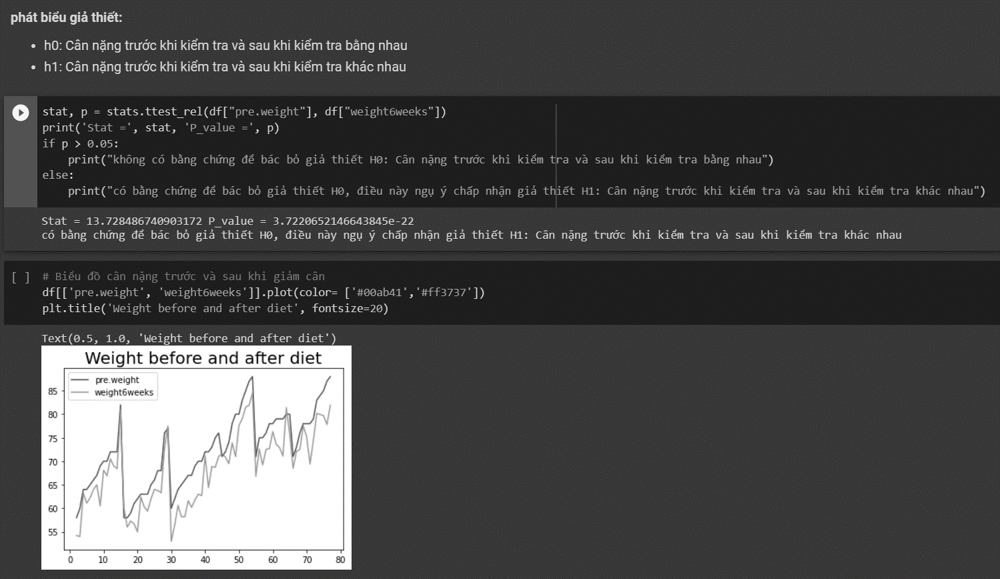 phát biểu giả thiết:
h0: Cân nặng trước khi kiểm tra và sau khi kiểm tra bằng nhau
h1: Cân nặng trước khi kiểm tra và sau khi kiểm tra khác nhau
stat, p = stats.ttest_rel(df["pre.weight"], df["weight6weeks"])
print('Stat =', stat, 'P_value =', p)
if p > 0.05:
print("không có bằng chứng để bác bỏ giả thiết H0: Cân nặng trước khi kiểm tra và sau khi kiểm tra bằng nhau")
else:
print("có bằng chứng để bác bỏ giả thiết H0, điều này ngụ ý chấp nhận giả thiết H1: Cân nặng trước khi kiểm tra và sau khi kiểm tra khác nhau")
Stat = 13.728486740903172 P_value = 3.7220652146643845e-22
có bằng chứng để bác bỏ giả thiết H0, điều này ngụ ý chấp nhận giả thiết H1: Cân nặng trước khi kiểm tra và sau khi kiểm tra khác nhau
[ ] # Biểu đồ cân nặng trước và sau khi giảm cân
df[['pre.weight', 'weight6weeks']].plot(color= ['#00ab41','#ff3737'])
plt.title('Weight before and after diet', fontsize=20)
Text(0.5, 1.0, 'Weight before and after diet')
Weight before and after diet
pre.weight
weight6weeks
85
80
75
70
65
60
55
0 10 20 30 40 50 60 70 80